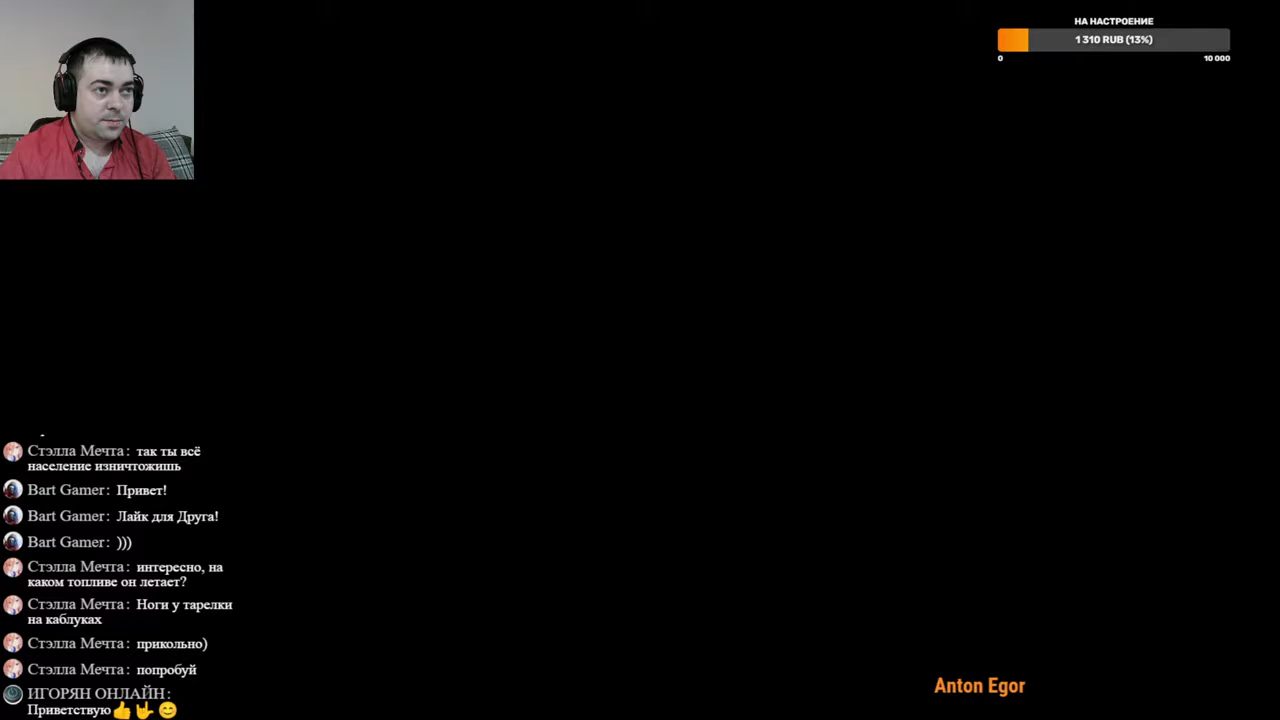 НА НАСТРОЕНИЕ
1 310 RUB (13%)
0
10 000
Стэлла Мечта: так ты всё
население изничтожишь
Bart Gamer: Привет!
Bart Gamer: Лайк для Друга!
Bart Gamer: )))
Стэлла Мечта: интересно, на
каком топливе он летает?
Стэлла Мечта: Ноги у тарелки
на каблуках
Стэлла Мечта: прикольно)
Стэлла Мечта: попробуй
ИГОРЯН ОНЛАЙН:
Приветствую👍🤟😊
Anton Egor